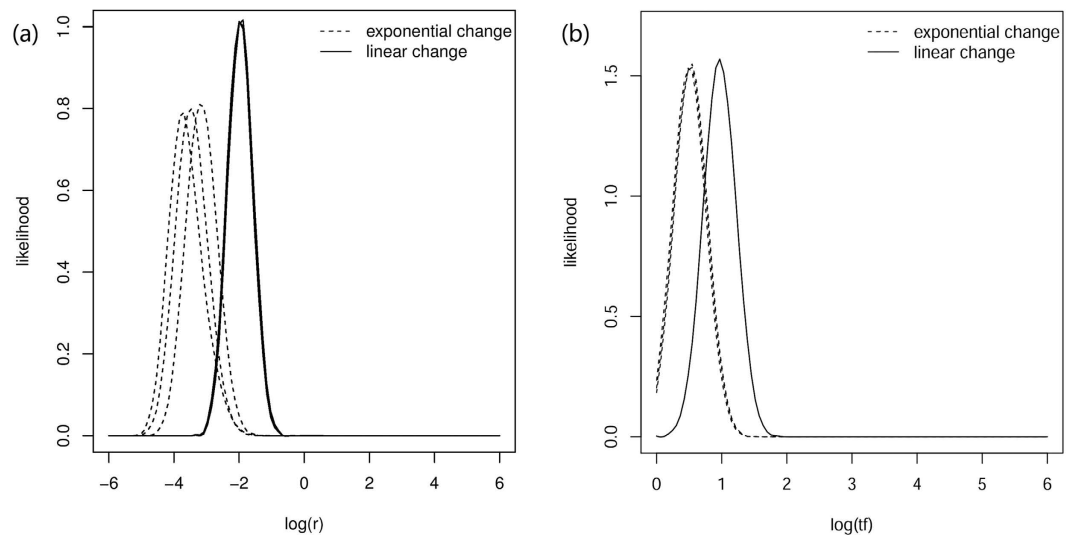 (a)
exponential change
linear change
likelihood
1.0
0.8
0.6
0.4
0.2
0.0
−6 −4 −2 0 2 4 6
log(r)
(b)
exponential change
linear change
likelihood
1.5
1.0
0.5
0.0
0 1 2 3 4 5 6
log(tf)